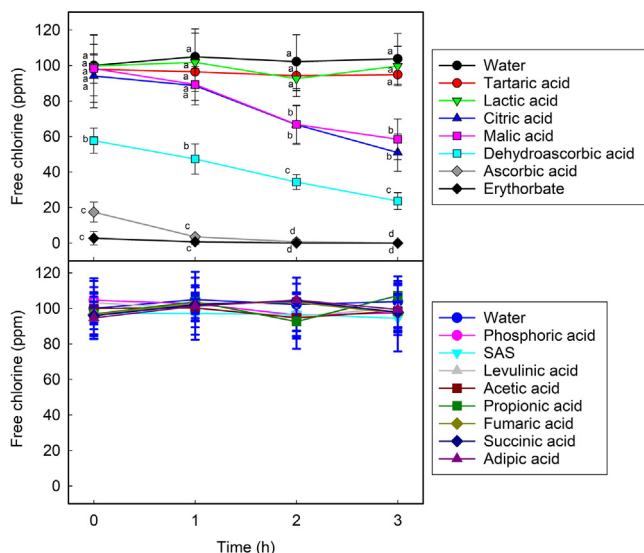 120
100
80
60
40
20
0
Free chlorine (ppm)
a a a a
a a a a
a a a a
a a a
a a
b b
b b
b b c c
c c d d
c d d
Water
Tartaric acid
Lactic acid
Citric acid
Malic acid
Dehydroascorbic acid
Ascorbic acid
Erythorbate
120
100
80
60
40
20
0
Free chlorine (ppm)
Water
Phosphoric acid
SAS
Levulinic acid
Acetic acid
Propionic acid
Fumaric acid
Succinic acid
Adipic acid
0 1 2 3
Time (h)